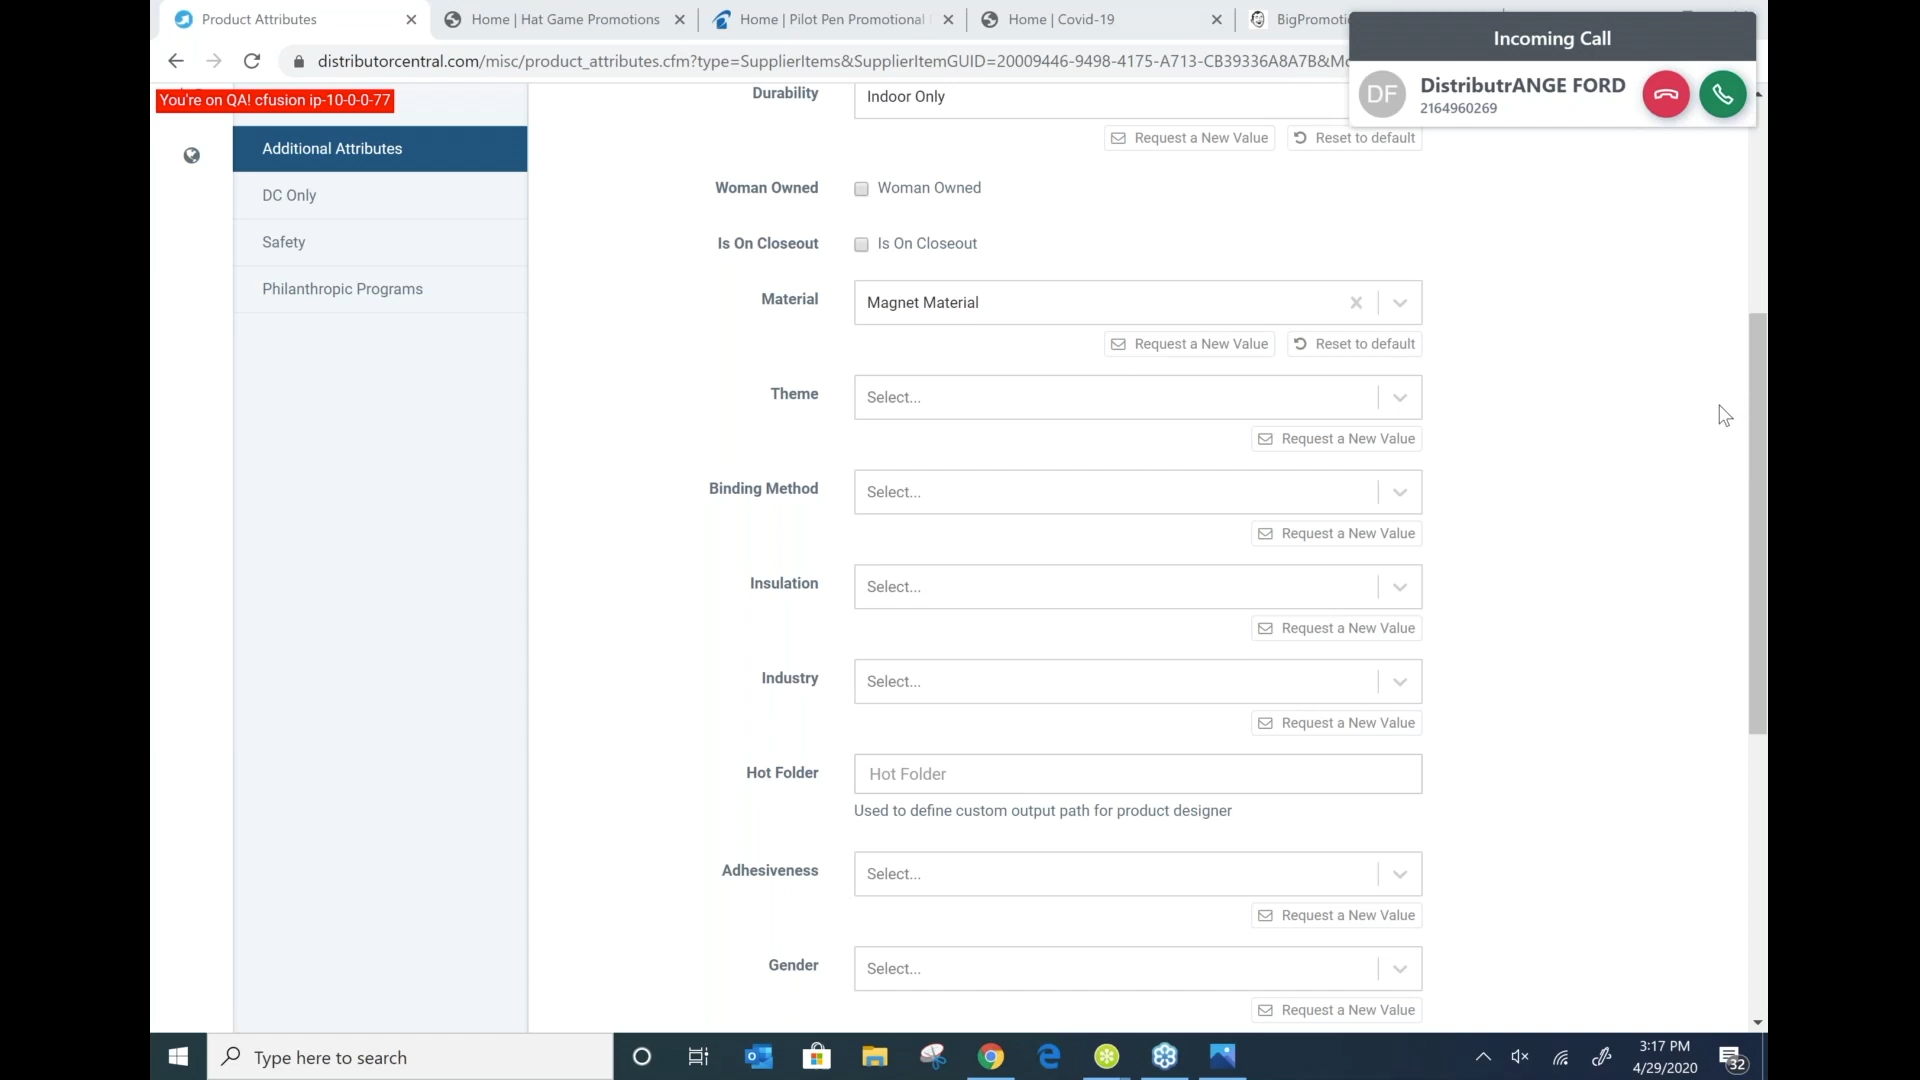 Product Attributes
Home | Hat Game Promotions
Home | Pilot Pen Promotional
Home | Covid-19
distributorcentral.com/misc/product_attributes.cfm?type=SupplierItems&SupplierItemGUID=20009446-9498-4175-A713-CB39336A8A7B&
Incoming Call
DF
DistributrANGE FORD
2164960269
You're on QA! cfusion ip-10-0-0-77
Additional Attributes
DC Only
Safety
Philanthropic Programs
Durability
Indoor Only
Request a New Value
Reset to default
Woman Owned
Woman Owned
Is On Closeout
Is On Closeout
Material
Magnet Material
Request a New Value
Reset to default
Theme
Select...
Request a New Value
Binding Method
Select...
Request a New Value
Insulation
Select...
Request a New Value
Industry
Select...
Request a New Value
Hot Folder
Hot Folder
Used to define custom output path for product designer
Adhesiveness
Select...
Request a New Value
Gender
Select...
Request a New Value
Type here to search
3:17 PM
4/29/2020
32